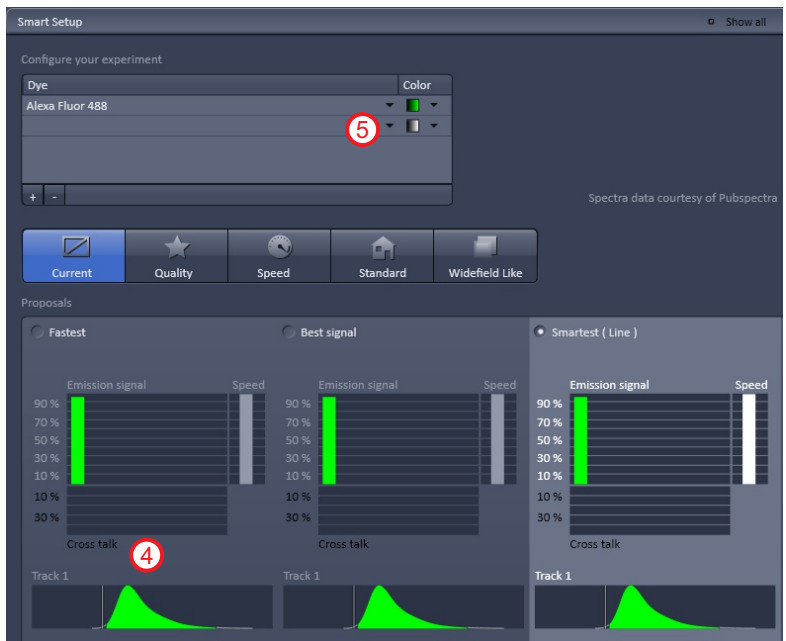 Smart Setup Show all
Configure your experiment
Dye Color
Alexa Fluor 488
5
+ - Spectra data courtesy of Pubspectra
Current Quality Speed Standard Widefield Like
Proposals
Fastest Best signal Smartest ( Line )
Emission signal Speed Emission signal Speed Emission signal Speed
90 % 90 % 90 %
70 % 70 % 70 %
50 % 50 % 50 %
30 % 30 % 30 %
10 % 10 % 10 %
10 % 10 % 10 %
30 % 30 % 30 %
Cross talk Cross talk Cross talk
4
Track 1 Track 1 Track 1